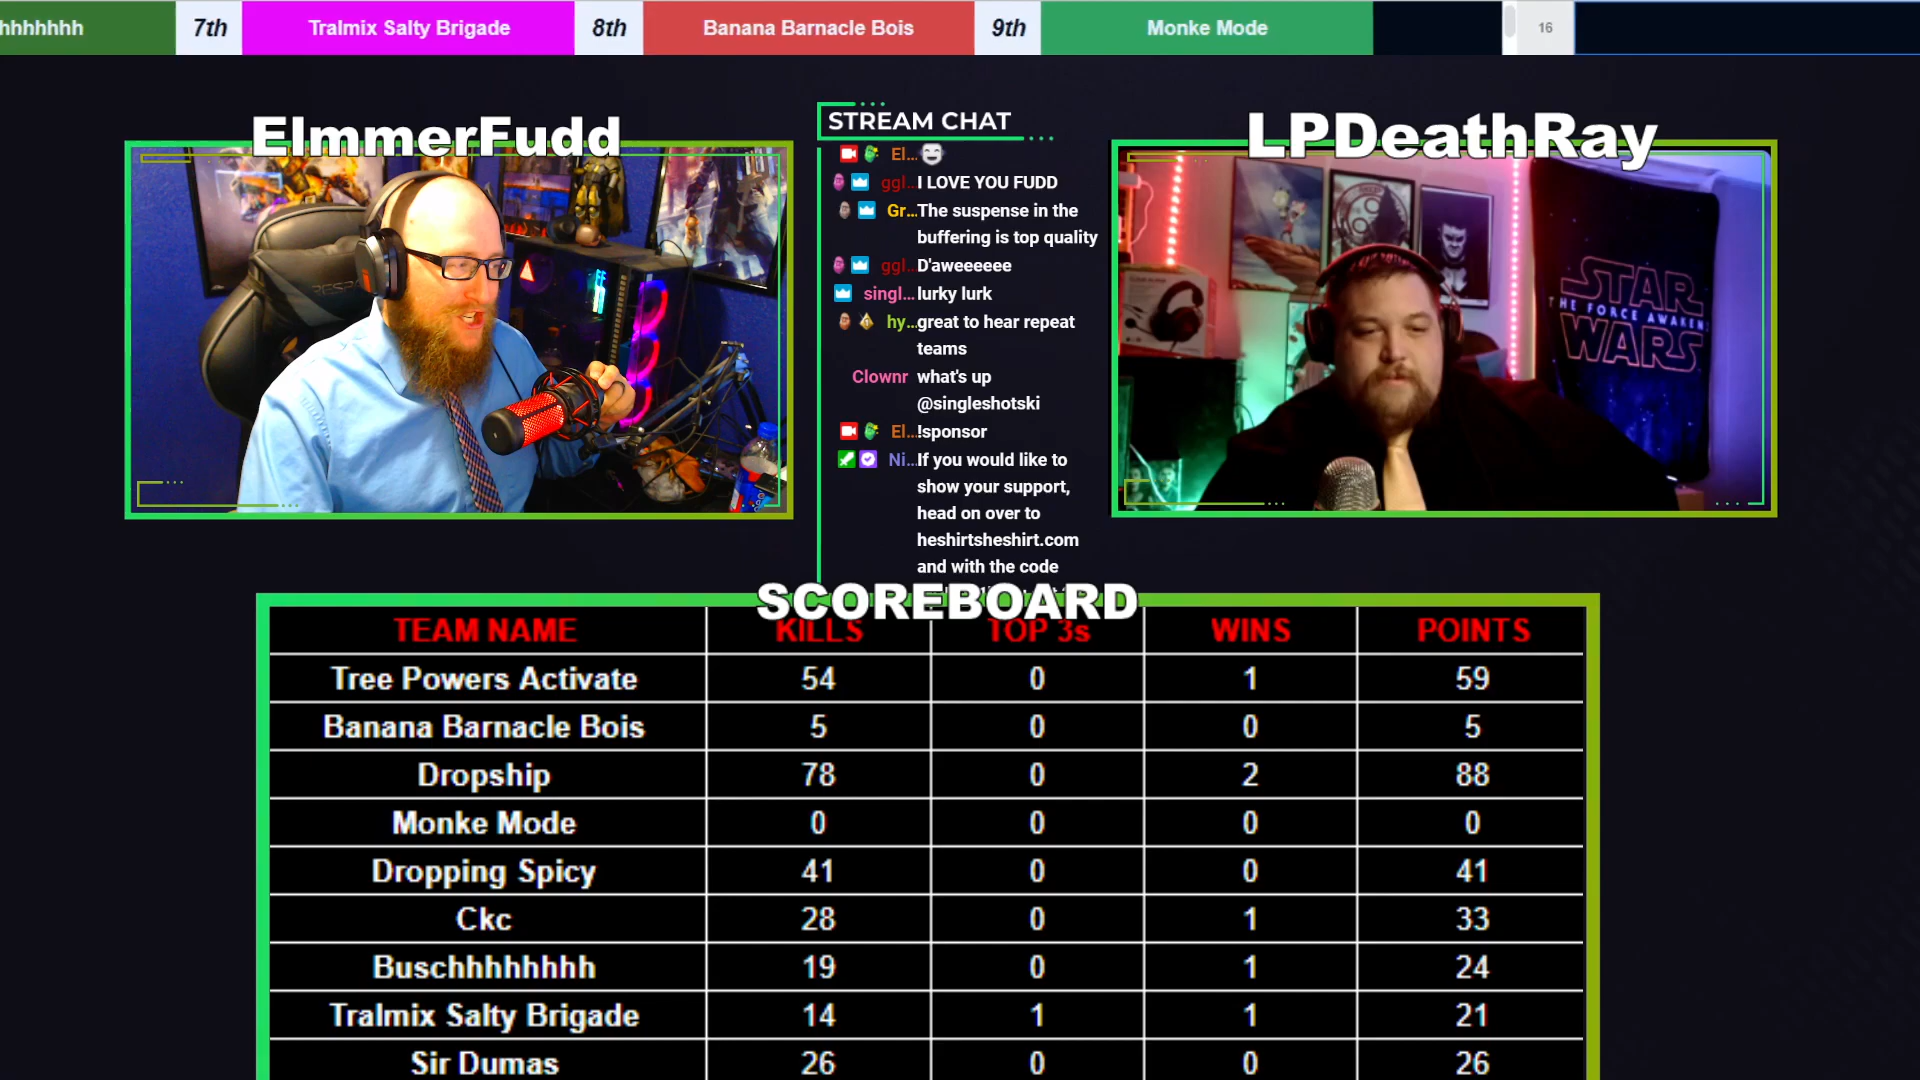 hhhhhhh 7th Tralmix Salty Brigade 8th Banana Barnacle Bois 9th Monke Mode 16
ElmmerFudd
STREAM CHAT
El...
ggl... I LOVE YOU FUDD
Gr... The suspense in the
buffering is top quality
ggl... D'aweeeeee
singl... lurky lurk
hy... great to hear repeat
teams
Clownr what's up
@singleshotski
El... !sponsor
Ni... If you would like to
show your support,
head on over to
heshirtsheshirt.com
and with the code
LPDeathRay
STAR
THE FORCE AWAKENS
WARS
SCOREBOARD
TEAM NAME KILLS TOP 3s WINS POINTS
Tree Powers Activate 54 0 1 59
Banana Barnacle Bois 5 0 0 5
Dropship 78 0 2 88
Monke Mode 0 0 0 0
Dropping Spicy 41 0 0 41
Ckc 28 0 1 33
Buschhhhhhhh 19 0 1 24
Tralmix Salty Brigade 14 1 1 21
Sir Dumas 26 0 0 26